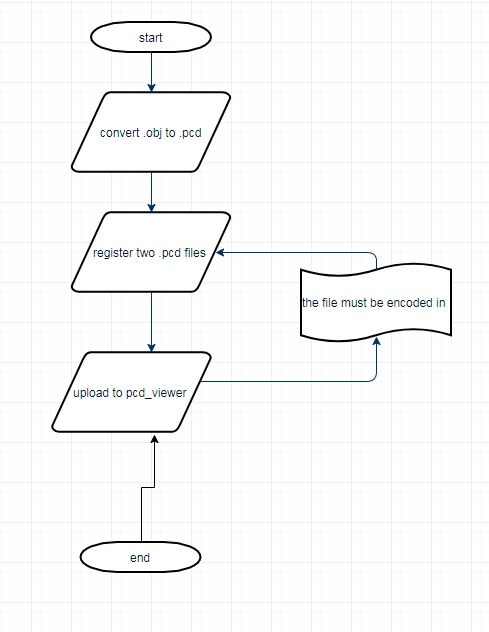 start
convert .obj to .pcd
register two .pcd files
the file must be encoded in
upload to pcd_viewer
end